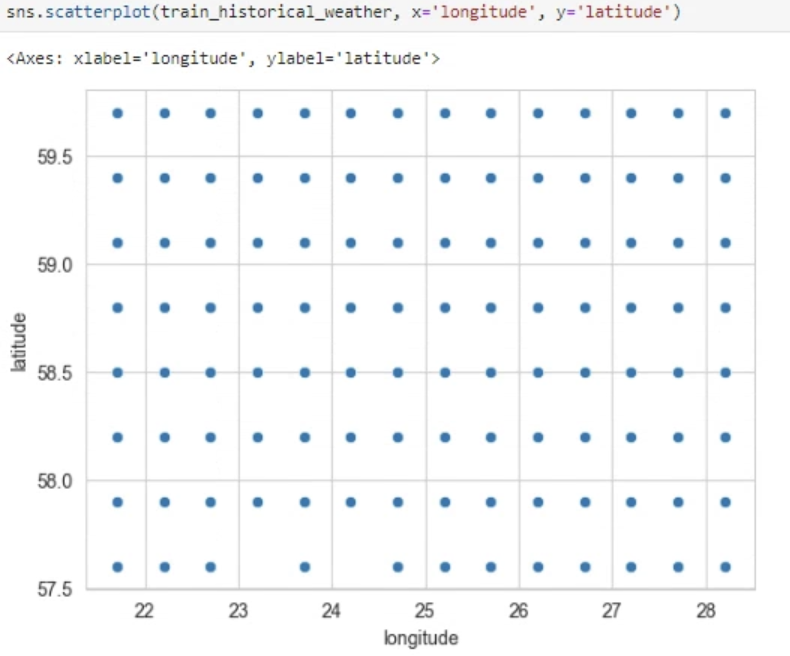 sns.scatterplot(train_historical_weather, x='longitude', y='latitude')
<Axes: xlabel='longitude', ylabel='latitude'>
59.5
59.0
58.5
58.0
57.5
latitude
22 23 24 25 26 27 28
longitude